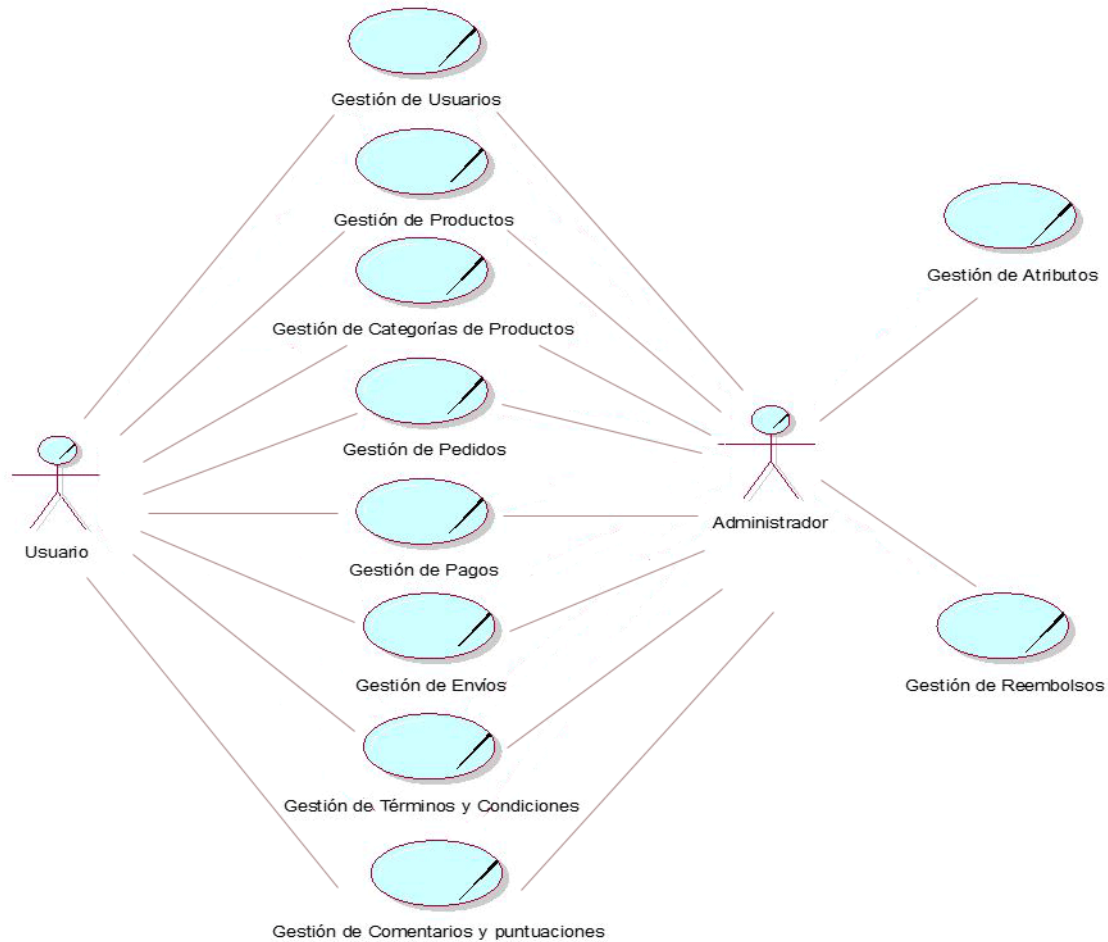 Gestión de Usuarios
Gestión de Productos
Gestión de Atributos
Gestión de Categorías de Productos
Gestión de Pedidos
Administrador
Usuario
Gestión de Pagos
Gestión de Envíos
Gestión de Reembolsos
Gestión de Términos y Condiciones
Gestión de Comentarios y puntuaciones